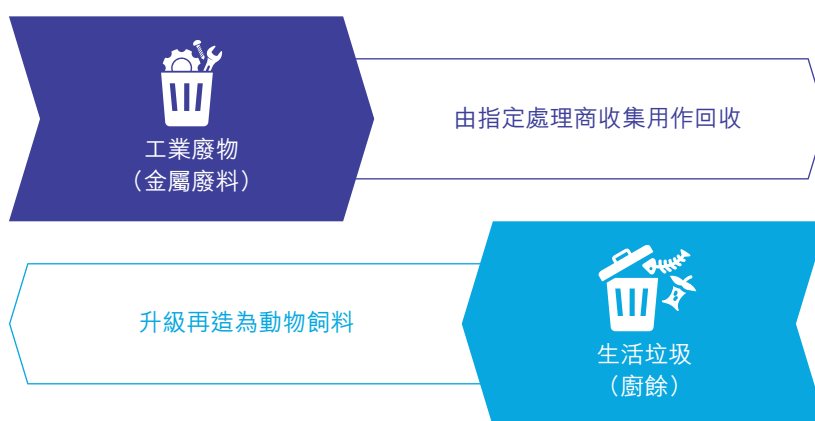 工業廢物
（金屬廢料）
由指定處理商收集用作回收
升級再造為動物飼料
生活垃圾
（廚餘）